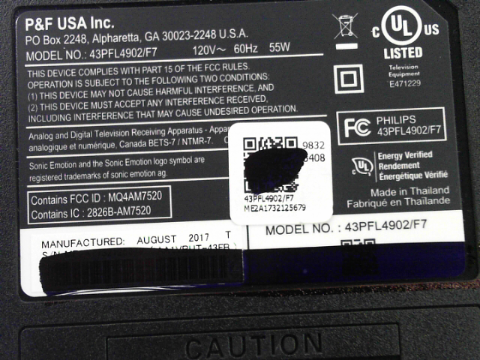 P&F USA Inc.
PO Box 2248, Alpharetta, GA 30023-2248 U.S.A.
MODEL NO.: 43PFL4902/F7 120V~ 60Hz 55W
THIS DEVICE COMPLIES WITH PART 15 OF THE FCC RULES.
OPERATION IS SUBJECT TO THE FOLLOWING TWO CONDITIONS:
(1) THIS DEVICE MAY NOT CAUSE HARMFUL INTERFERENCE, AND
(2) THIS DEVICE MUST ACCEPT ANY INTERFERENCE RECEIVED,
INCLUDING INTERFERENCE THAT MAY CAUSE UNDESIRED OPERATION.
Analog and Digital Television Receiving Apparatus -
analogique et numérique, Canada BETS-7 / NTMR-7.
Sonic Emotion and the Sonic Emotion logo symbol are
registered trademarks of sonic emotion ag.
Contains FCC ID : MQ4AM7520
Contains IC : 2826B-AM7520
C UL US
LISTED
Television
Equipment
E471229
FC PHILIPS
43PFL4902/F7
UL Energy Verified
Rendement
Énergétique Vérifié
Made in Thailand
Fabriqué en Thaïlande
9832
0408
43PFL4902/F7
ME2A1732125679
MANUFACTURED: AUGUST 2017 T
MODEL NO. : 43PFL4902/F7
CAUTION